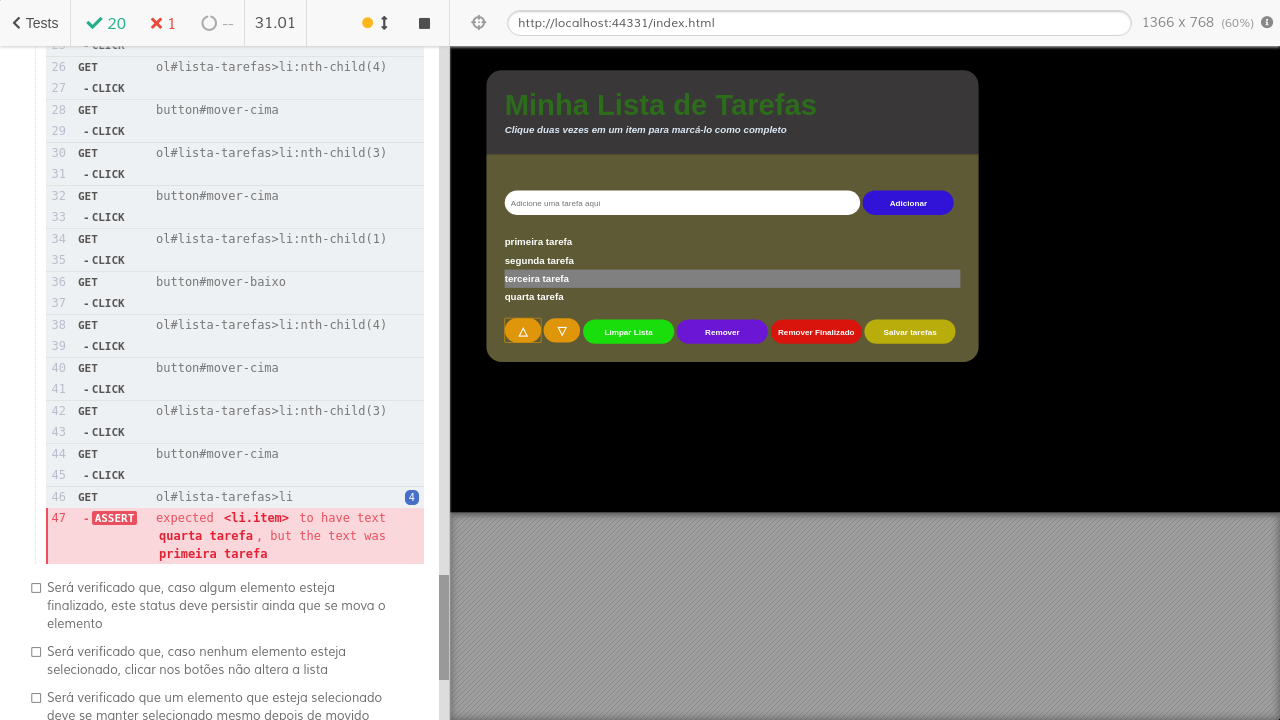 Tests
20
1
--
31.01
http://localhost:44331/index.html
1366 x 768 (60%)
25 - CLICK
26 GET ol#lista-tarefas>li:nth-child(4)
27 - CLICK
28 GET button#mover-cima
29 - CLICK
30 GET ol#lista-tarefas>li:nth-child(3)
31 - CLICK
32 GET button#mover-cima
33 - CLICK
34 GET ol#lista-tarefas>li:nth-child(1)
35 - CLICK
36 GET button#mover-baixo
37 - CLICK
38 GET ol#lista-tarefas>li:nth-child(4)
39 - CLICK
40 GET button#mover-cima
41 - CLICK
42 GET ol#lista-tarefas>li:nth-child(3)
43 - CLICK
44 GET button#mover-cima
45 - CLICK
46 GET ol#lista-tarefas>li 4
47 - ASSERT expected <li.item> to have text
quarta tarefa, but the text was
primeira tarefa
Será verificado que, caso algum elemento esteja
finalizado, este status deve persistir ainda que se mova o
elemento
Será verificado que, caso nenhum elemento esteja
selecionado, clicar nos botões não altera a lista
Será verificado que um elemento que esteja selecionado
deve se manter selecionado mesmo depois de movido
Minha Lista de Tarefas
Clique duas vezes em um item para marcá-lo como completo
Adicione uma tarefa aqui
Adicionar
primeira tarefa
segunda tarefa
terceira tarefa
quarta tarefa
△ ▽ Limpar Lista Remover Remover Finalizado Salvar tarefas